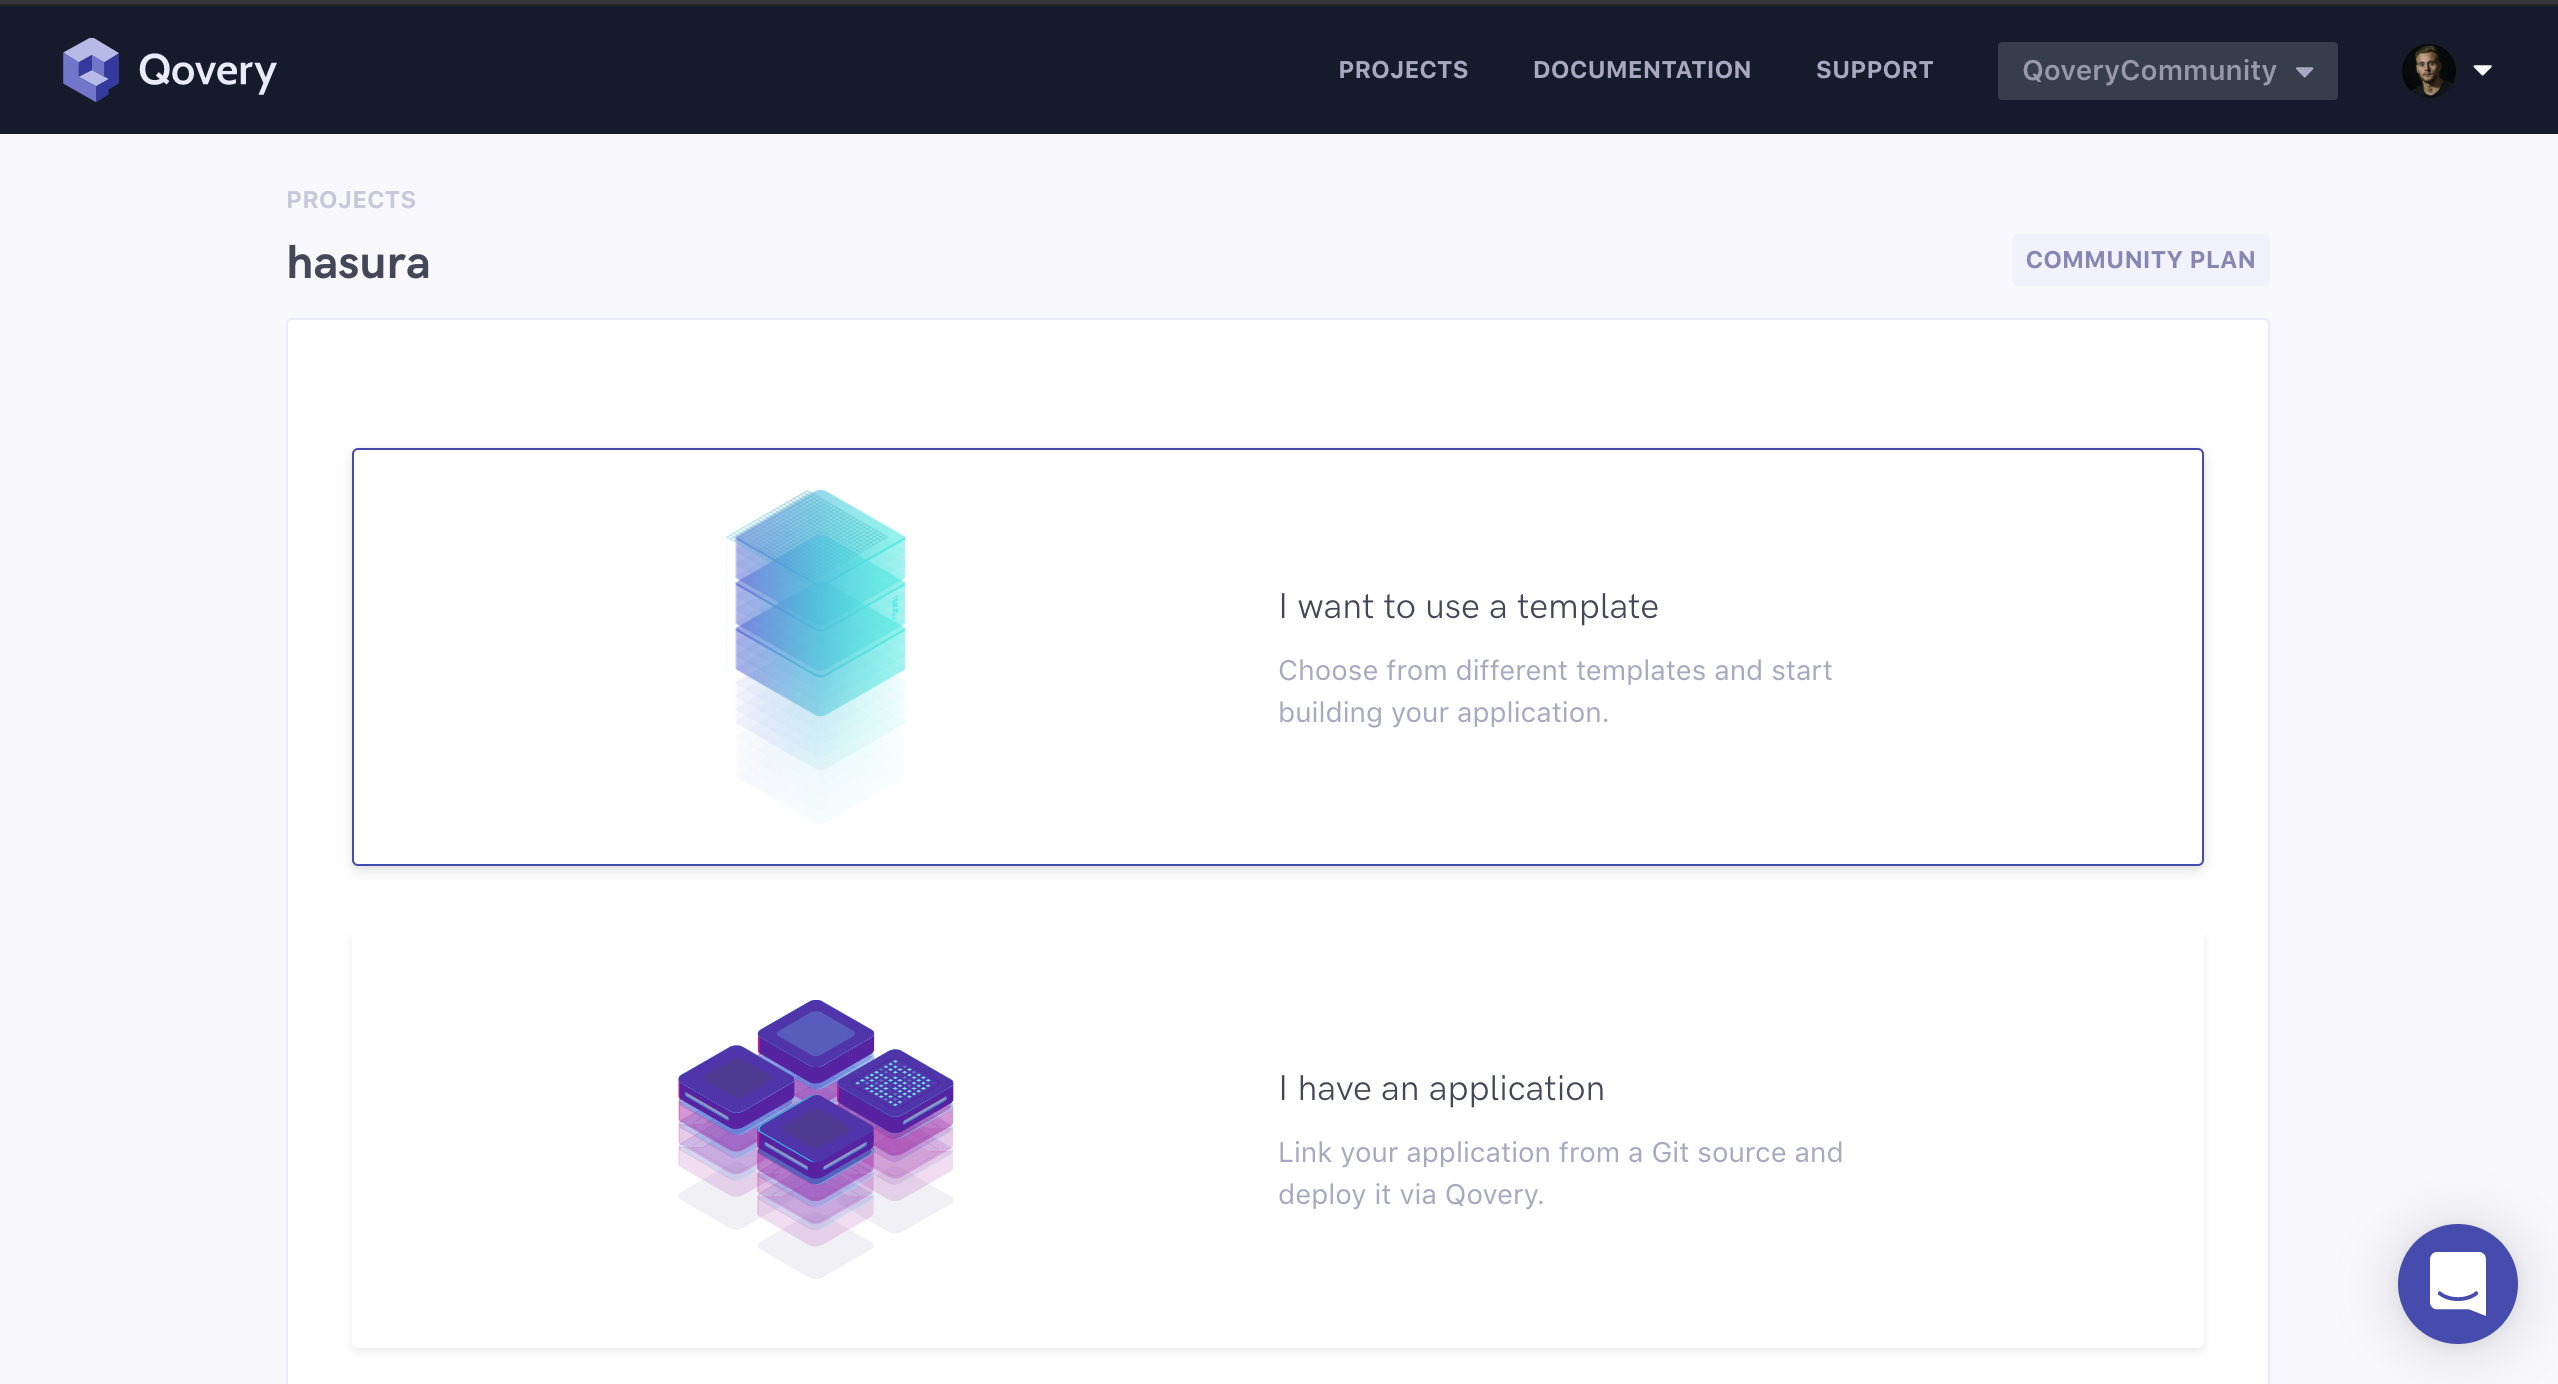 Qovery
PROJECTS
DOCUMENTATION
SUPPORT
QoveryCommunity
PROJECTS
hasura
COMMUNITY PLAN
I want to use a template
Choose from different templates and start
building your application.
I have an application
Link your application from a Git source and
deploy it via Qovery.